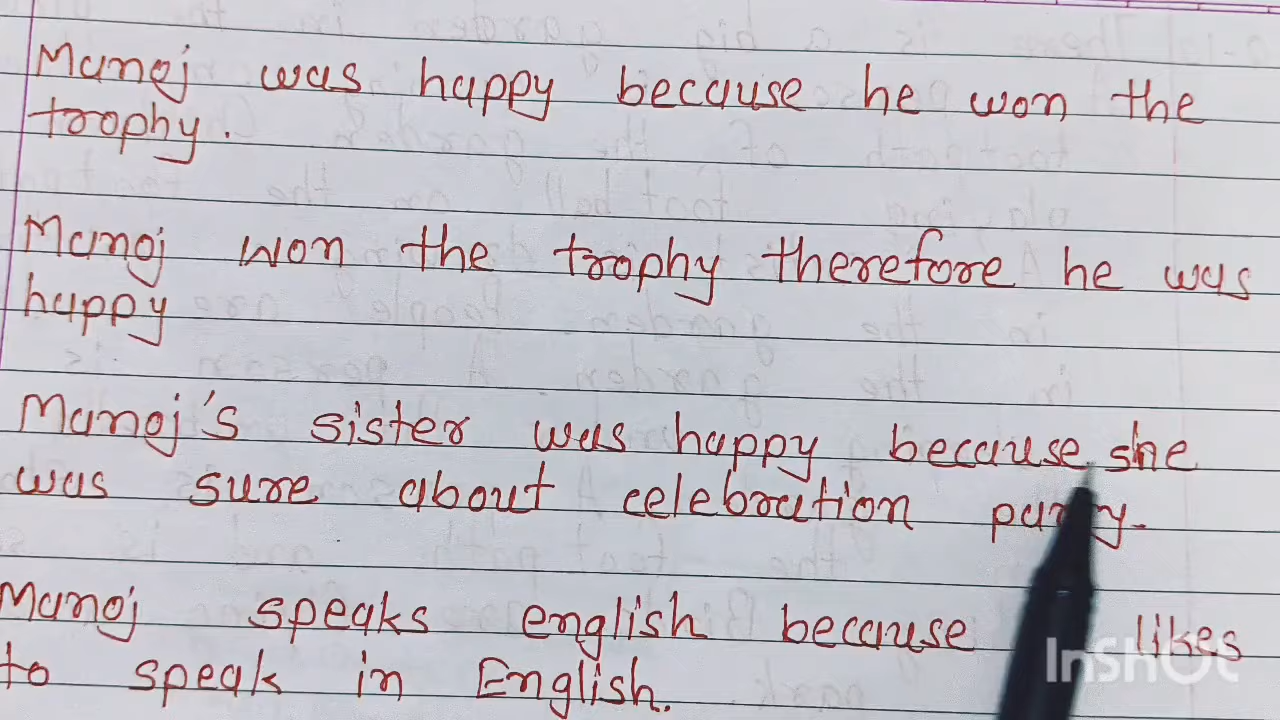 Manoj was happy because he won the
trophy.
Manoj won the trophy therefore he was
happy
Manoj's sister was happy because she
was sure about celebration party.
Manoj speaks english because likes
to speak in English.
InShOt